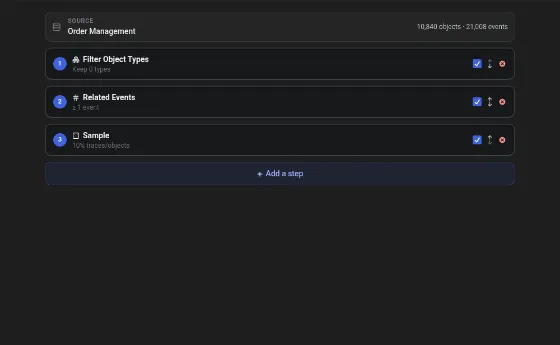 SOURCE
Order Management
10,840 objects · 21,008 events
1
Filter Object Types
Keep 0 types
2
# Related Events
≥ 1 event
3
Sample
10% traces/objects
+ Add a step